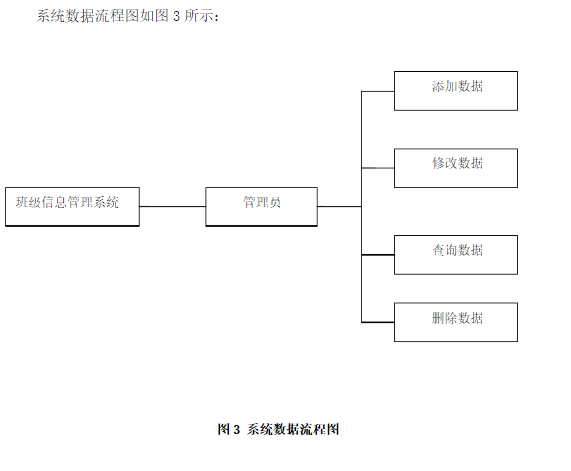 系统数据流程图如图 3 所示：
添加数据
修改数据
班级信息管理系统
管理员
查询数据
删除数据
图 3 系统数据流程图